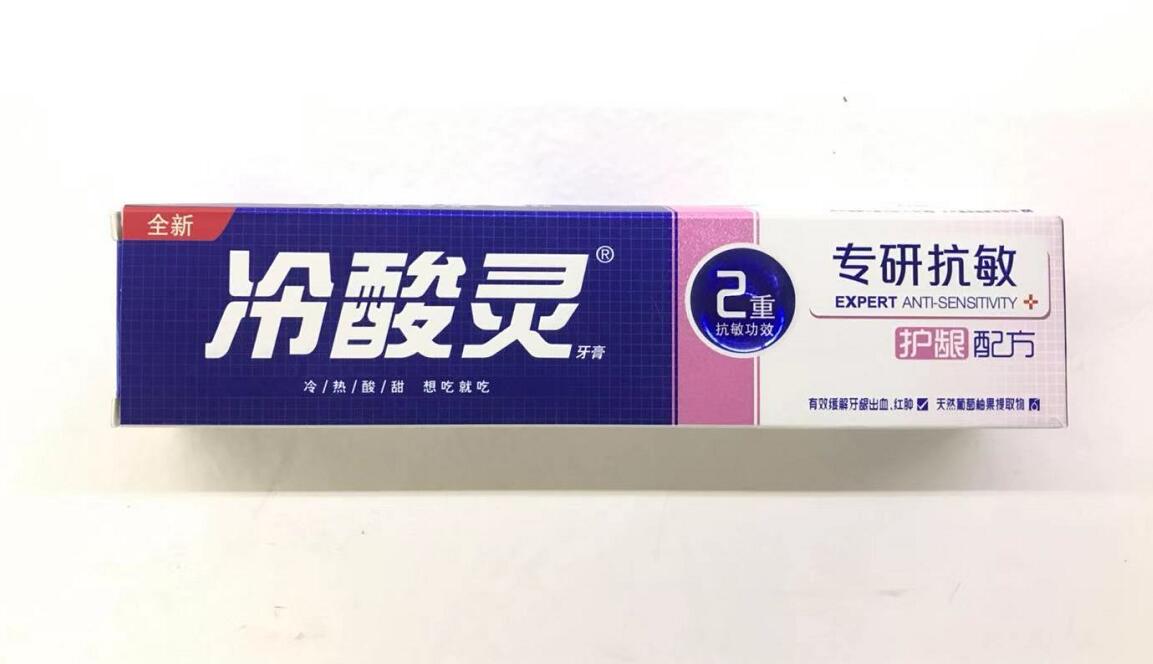 全新
冷酸灵®
牙膏
冷/热/酸/甜 想吃就吃
2重
抗敏功效
专研抗敏
EXPERT ANTI-SENSITIVITY
护龈配方
有效缓解牙龈出血、红肿 天然葡萄柚果提取物